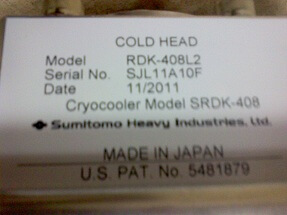 COLD HEAD
Model RDK-408L2
Serial No. SJL11A10F
Date 11/2011
Cryocooler Model SRDK-408
Sumitomo Heavy Industries, Ltd.
MADE IN JAPAN
U.S. PAT. No. 5481879